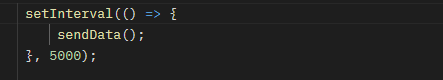 setInterval(() => {
    sendData();
}, 5000);